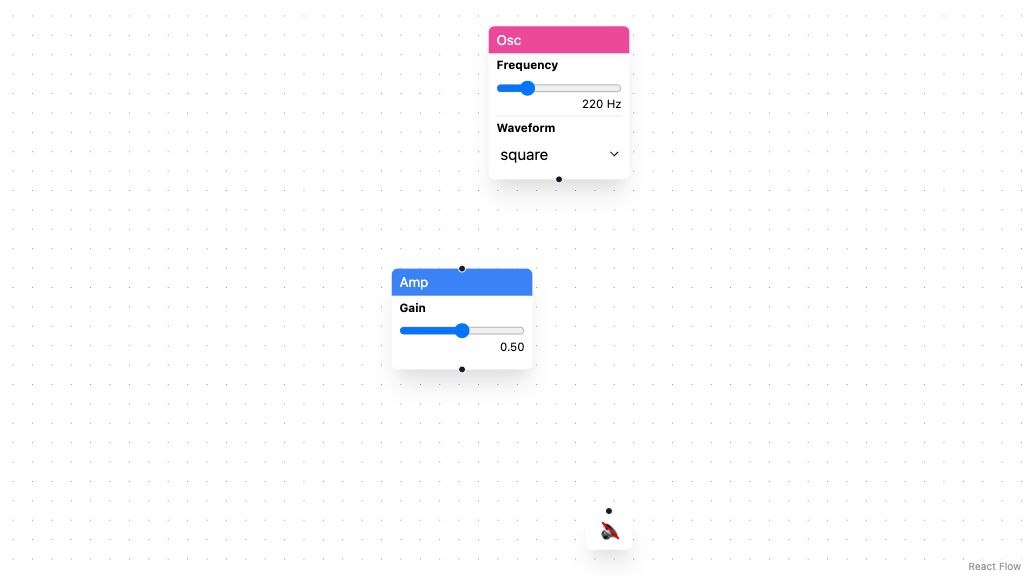 Osc
Frequency
220 Hz
Waveform
square
Amp
Gain
0.50
React Flow